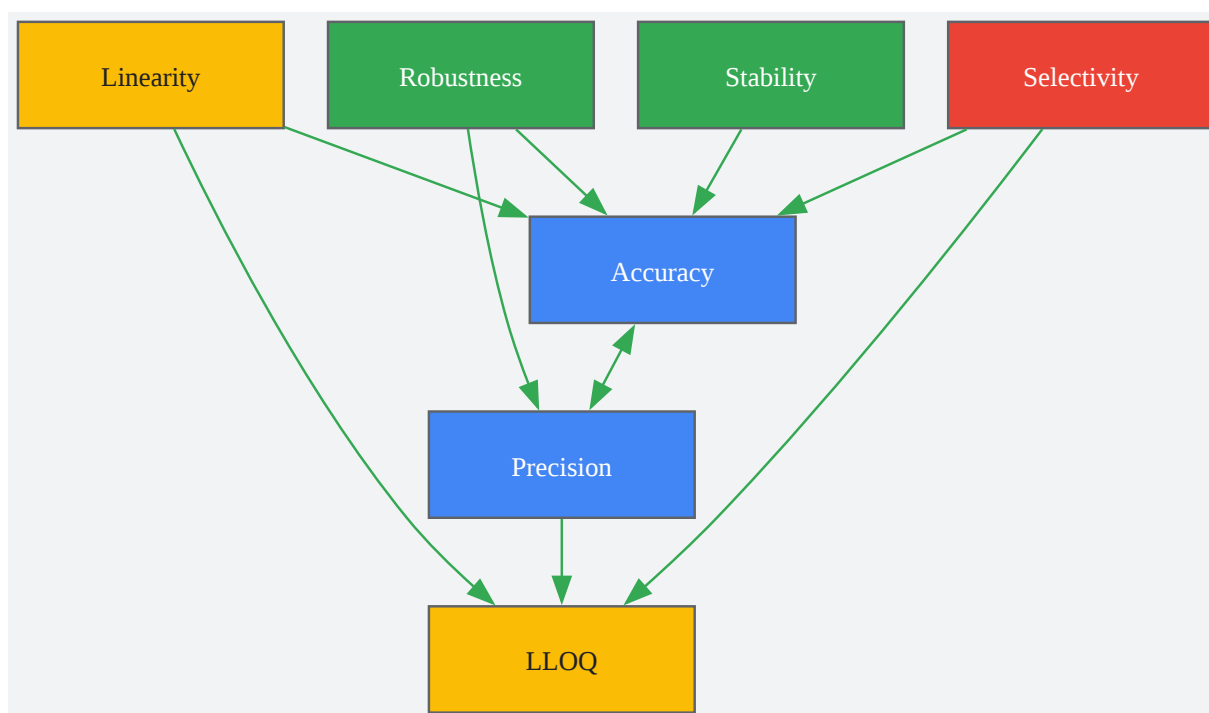 Linearity
Robustness
Stability
Selectivity
Accuracy
Precision
LLOQ